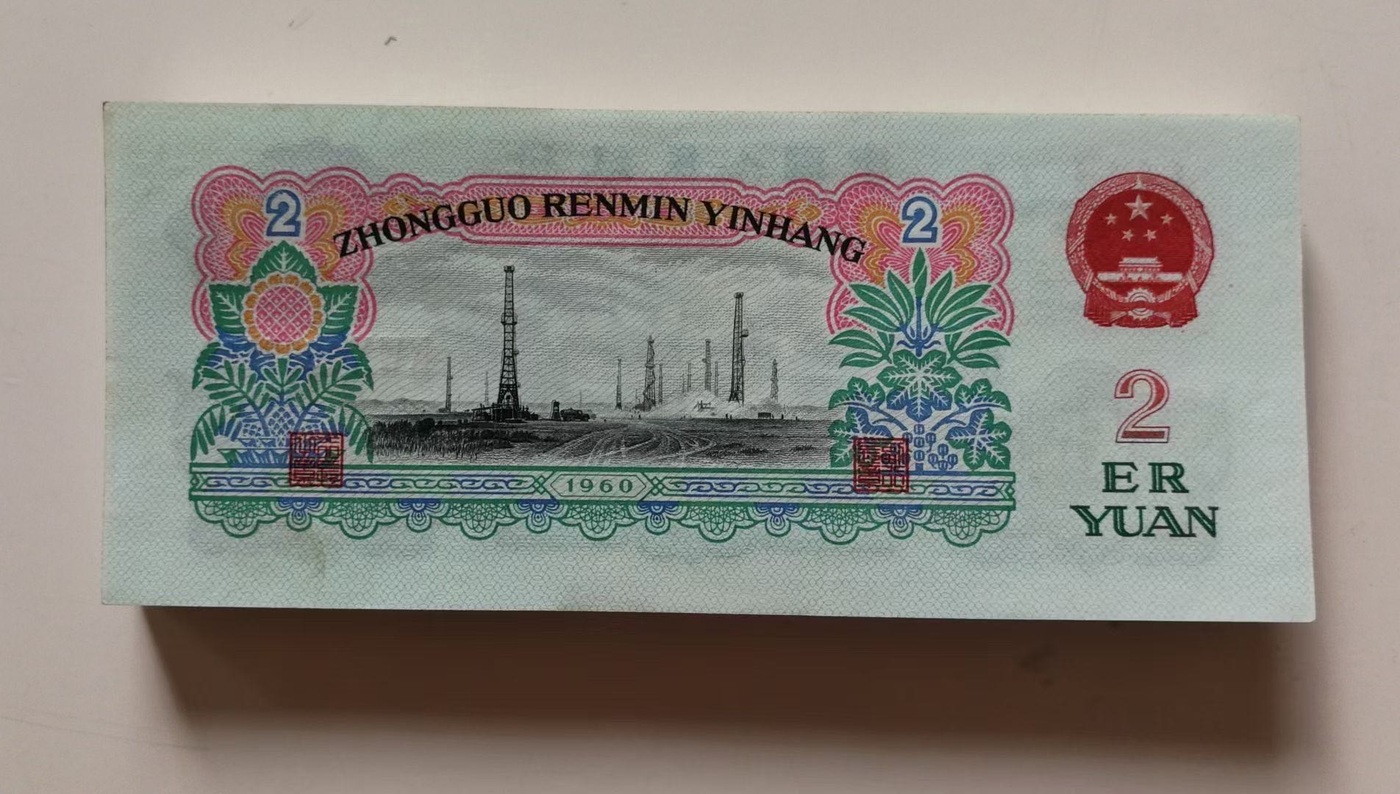 2 ZHONGGUO RENMIN YINHANG 2
1960
2
ER
YUAN